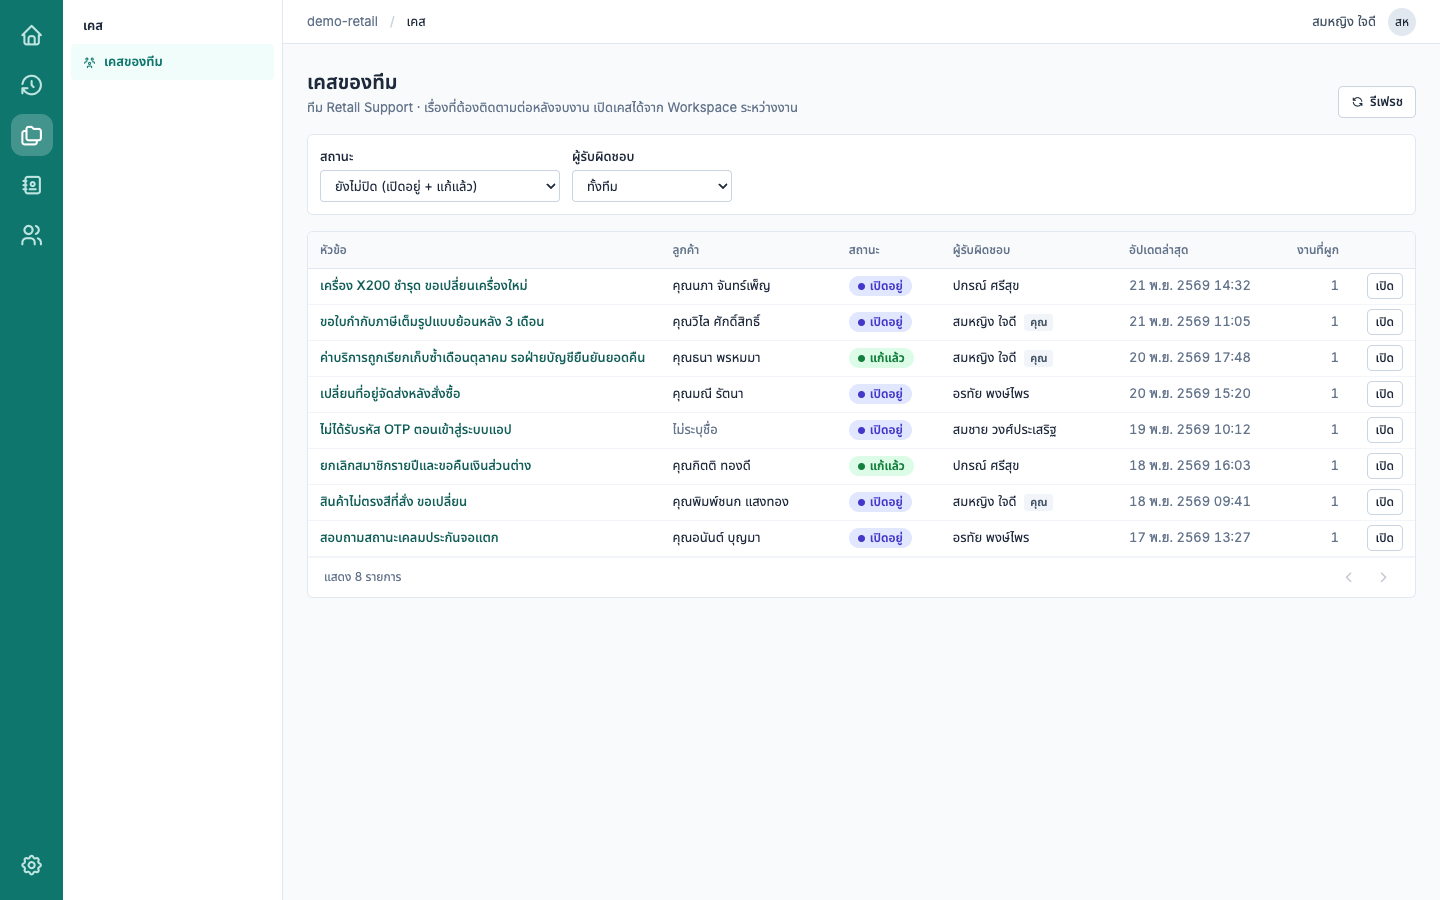 เคส
เคสของทีม
demo-retail / เคส
สมหญิง ใจดี สห
เคสของทีม
ทีม Retail Support · เรื่องที่ต้องติดตามต่อหลังจบงาน เปิดเคสได้จาก Workspace ระหว่างงาน
รีเฟรช
สถานะ ผู้รับผิดชอบ
ยังไม่ปิด (เปิดอยู่ + แก้แล้ว) ทั้งทีม
หัวข้อ ลูกค้า สถานะ ผู้รับผิดชอบ อัปเดตล่าสุด งานที่ผูก
เครื่อง X200 ชำรุด ขอเปลี่ยนเครื่องใหม่ คุณนภา จันทร์เพ็ญ เปิดอยู่ ปกรณ์ ศรีสุข 21 พ.ย. 2569 14:32 1 เปิด
ขอใบกำกับภาษีเต็มรูปแบบย้อนหลัง 3 เดือน คุณวิไล ศักดิ์สิทธิ์ เปิดอยู่ สมหญิง ใจดี คุณ 21 พ.ย. 2569 11:05 1 เปิด
ค่าบริการถูกเรียกเก็บซ้ำเดือนตุลาคม รอฝ่ายบัญชียืนยันยอดคืน คุณธนา พรหมมา แก้แล้ว สมหญิง ใจดี คุณ 20 พ.ย. 2569 17:48 1 เปิด
เปลี่ยนที่อยู่จัดส่งหลังสั่งซื้อ คุณมณี รัตนา เปิดอยู่ อรทัย พงษ์ไพร 20 พ.ย. 2569 15:20 1 เปิด
ไม่ได้รับรหัส OTP ตอนเข้าสู่ระบบแอป ไม่ระบุชื่อ เปิดอยู่ สมชาย วงศ์ประเสริฐ 19 พ.ย. 2569 10:12 1 เปิด
ยกเลิกสมาชิกรายปีและขอคืนเงินส่วนต่าง คุณกิตติ ทองดี แก้แล้ว ปกรณ์ ศรีสุข 18 พ.ย. 2569 16:03 1 เปิด
สินค้าไม่ตรงสีที่สั่ง ขอเปลี่ยน คุณพิมพ์ชนก แสงทอง เปิดอยู่ สมหญิง ใจดี คุณ 18 พ.ย. 2569 09:41 1 เปิด
สอบถามสถานะเคลมประกันจอแตก คุณอนันต์ บุญมา เปิดอยู่ อรทัย พงษ์ไพร 17 พ.ย. 2569 13:27 1 เปิด
แสดง 8 รายการ